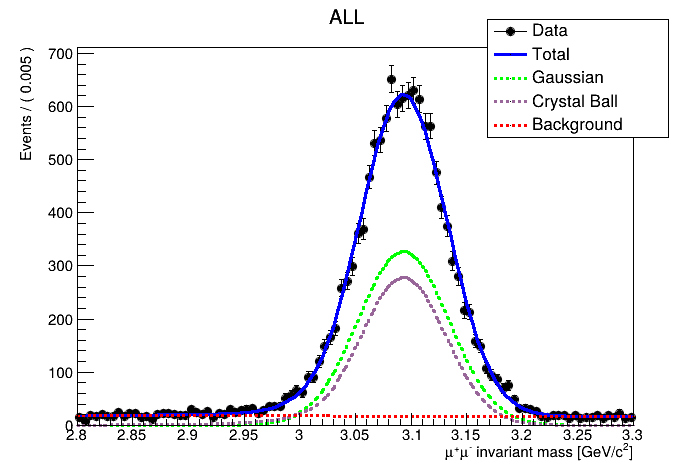 ALL
Data
Total
Gaussian
Crystal Ball
Background
Events / ( 0.005 )
700
600
500
400
300
200
100
0
2.8 2.85 2.9 2.95 3 3.05 3.1 3.15 3.2 3.25 3.3
μ⁺μ⁻ invariant mass [GeV/c²]